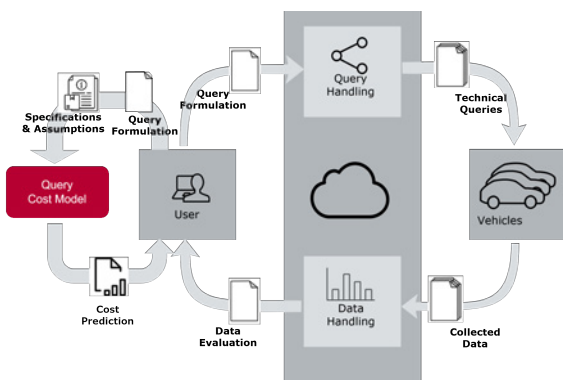 Specifications
& Assumptions
Query
Formulation
Query
Formulation
Query
Handling
Technical
Queries
Query
Cost Model
User
Vehicles
Cost
Prediction
Data
Evaluation
Data
Handling
Collected
Data